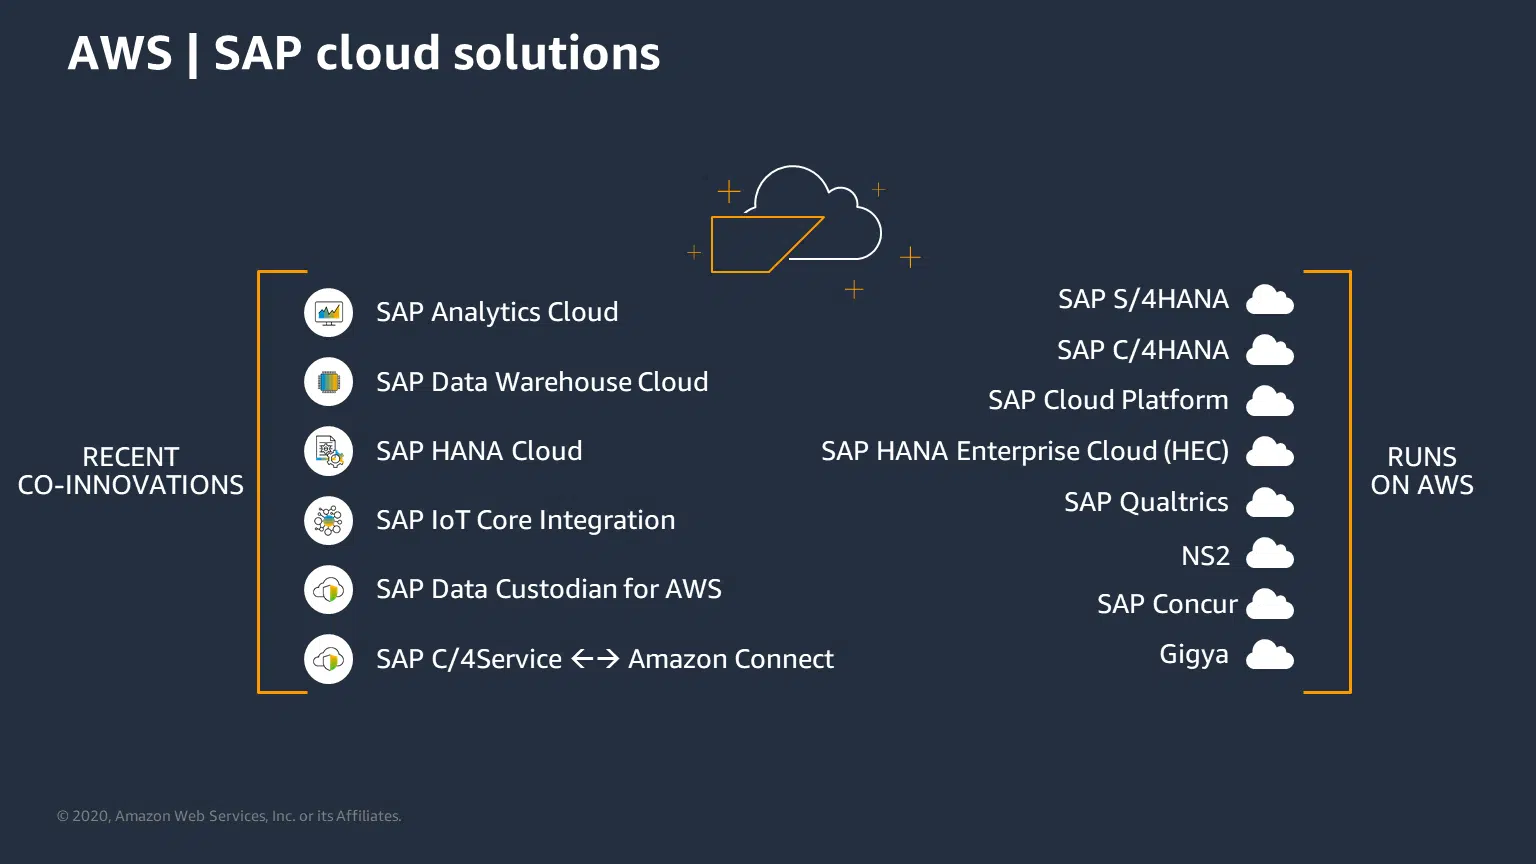 AWS | SAP cloud solutions
RECENT
CO-INNOVATIONS
SAP Analytics Cloud
SAP Data Warehouse Cloud
SAP HANA Cloud
SAP IoT Core Integration
SAP Data Custodian for AWS
SAP C/4Service ←→ Amazon Connect
SAP S/4HANA
SAP C/4HANA
SAP Cloud Platform
SAP HANA Enterprise Cloud (HEC)
SAP Qualtrics
NS2
SAP Concur
Gigya
RUNS
ON AWS
© 2020, Amazon Web Services, Inc. or its Affiliates.